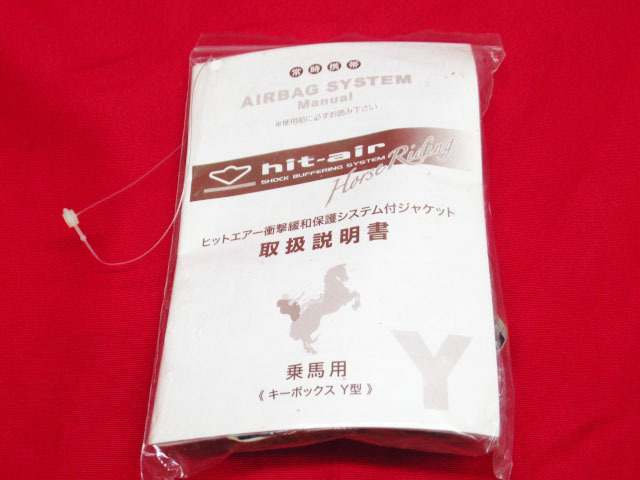 常時携帯
AIRBAG SYSTEM
Manual
※使用前に必ずお読み下さい
hit-air
SHOCK BUFFERING SYSTEM
Horse Riding
ヒットエアー衝撃緩和保護システム付ジャケット
取扱説明書
乗馬用
《 キーボックス Y型 》
Y